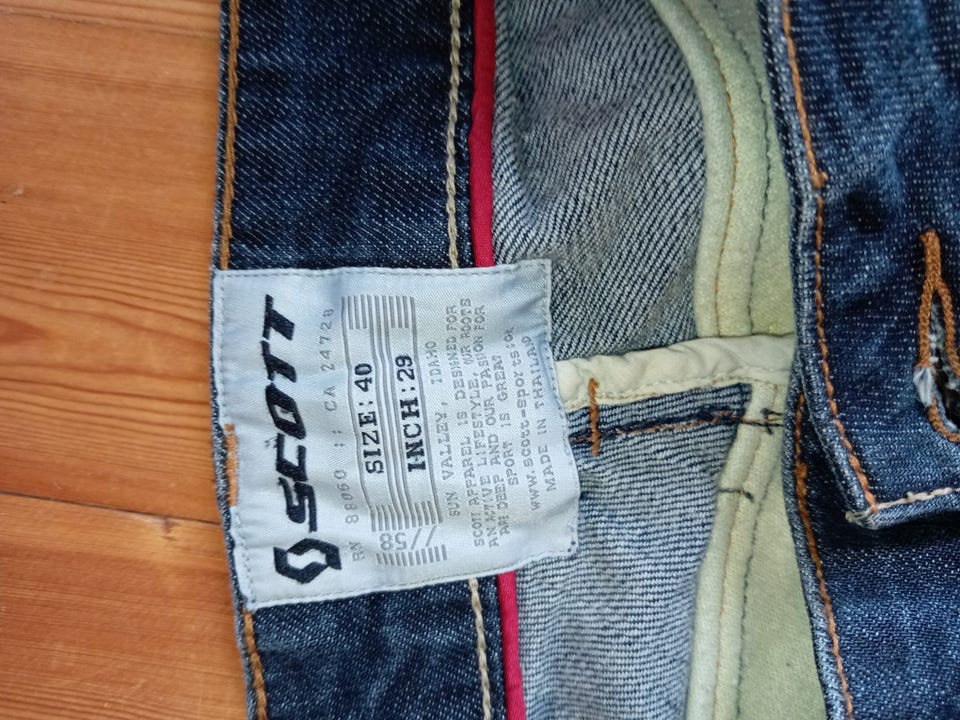 SCOTT
RN 88060 :: CA 24728
SIZE: 40
INCH: 29
58
SUN VALLEY, IDAHO
SCOTT APPAREL IS DESIGNED FOR
AN ACTIVE LIFESTYLE, OUR ROOTS
ARE DEEP AND OUR PASSION FOR
SPORT IS GREAT
www.scott-sports.com
MADE IN THAILAND